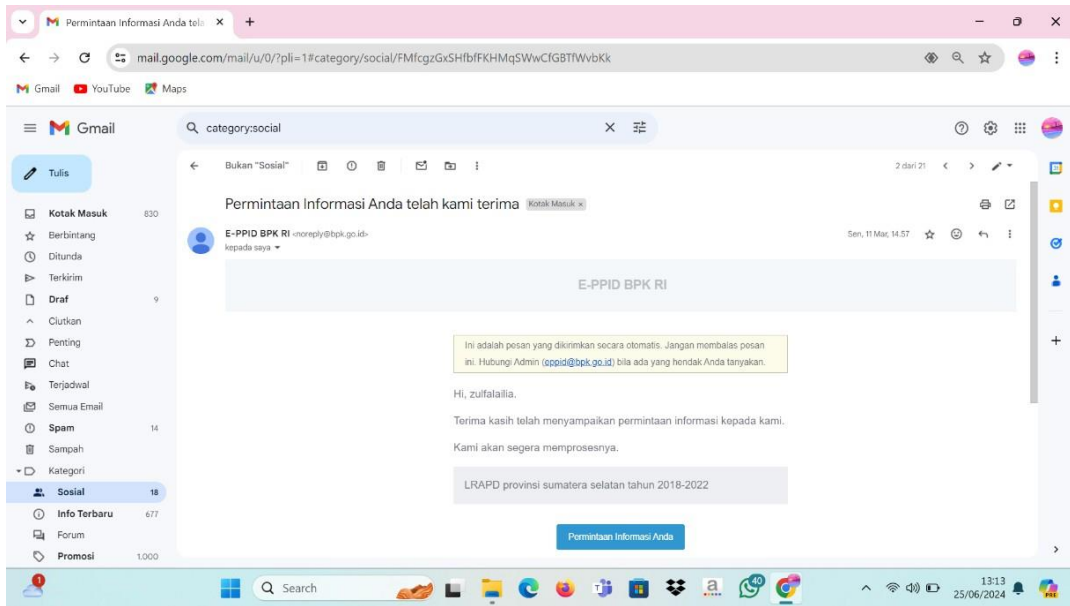 Permintaan Informasi Anda tela
mail.google.com/mail/u/0/?pli=1#category/social/FMfcgzGxSHfbfFKHMqSWwCfGBTfWvbKk
Gmail YouTube Maps
Gmail
category:social
Tulis
Bukan "Sosial"
2 dari 21
Kotak Masuk 830
Berbintang
Ditunda
Terkirim
Draf 9
Ciutkan
Penting
Chat
Terjadwal
Semua Email
Spam 14
Sampah
Kategori
Sosial 18
Info Terbaru 677
Forum
Promosi 1.000
Permintaan Informasi Anda telah kami terima Kotak Masuk x
E-PPID BPK RI <noreply@bpk.go.id>
Sen, 11 Mar, 14.57
kepada saya
E-PPID BPK RI
Ini adalah pesan yang dikirimkan secara otomatis. Jangan membalas pesan
ini. Hubungi Admin (eppid@bpk.go.id) bila ada yang hendak Anda tanyakan.
Hi, zulfalailia.
Terima kasih telah menyampaikan permintaan informasi kepada kami.
Kami akan segera memprosesnya.
LRAPD provinsi sumatera selatan tahun 2018-2022
Permintaan Informasi Anda
1
Search
a
40
PRE
13:13
25/06/2024